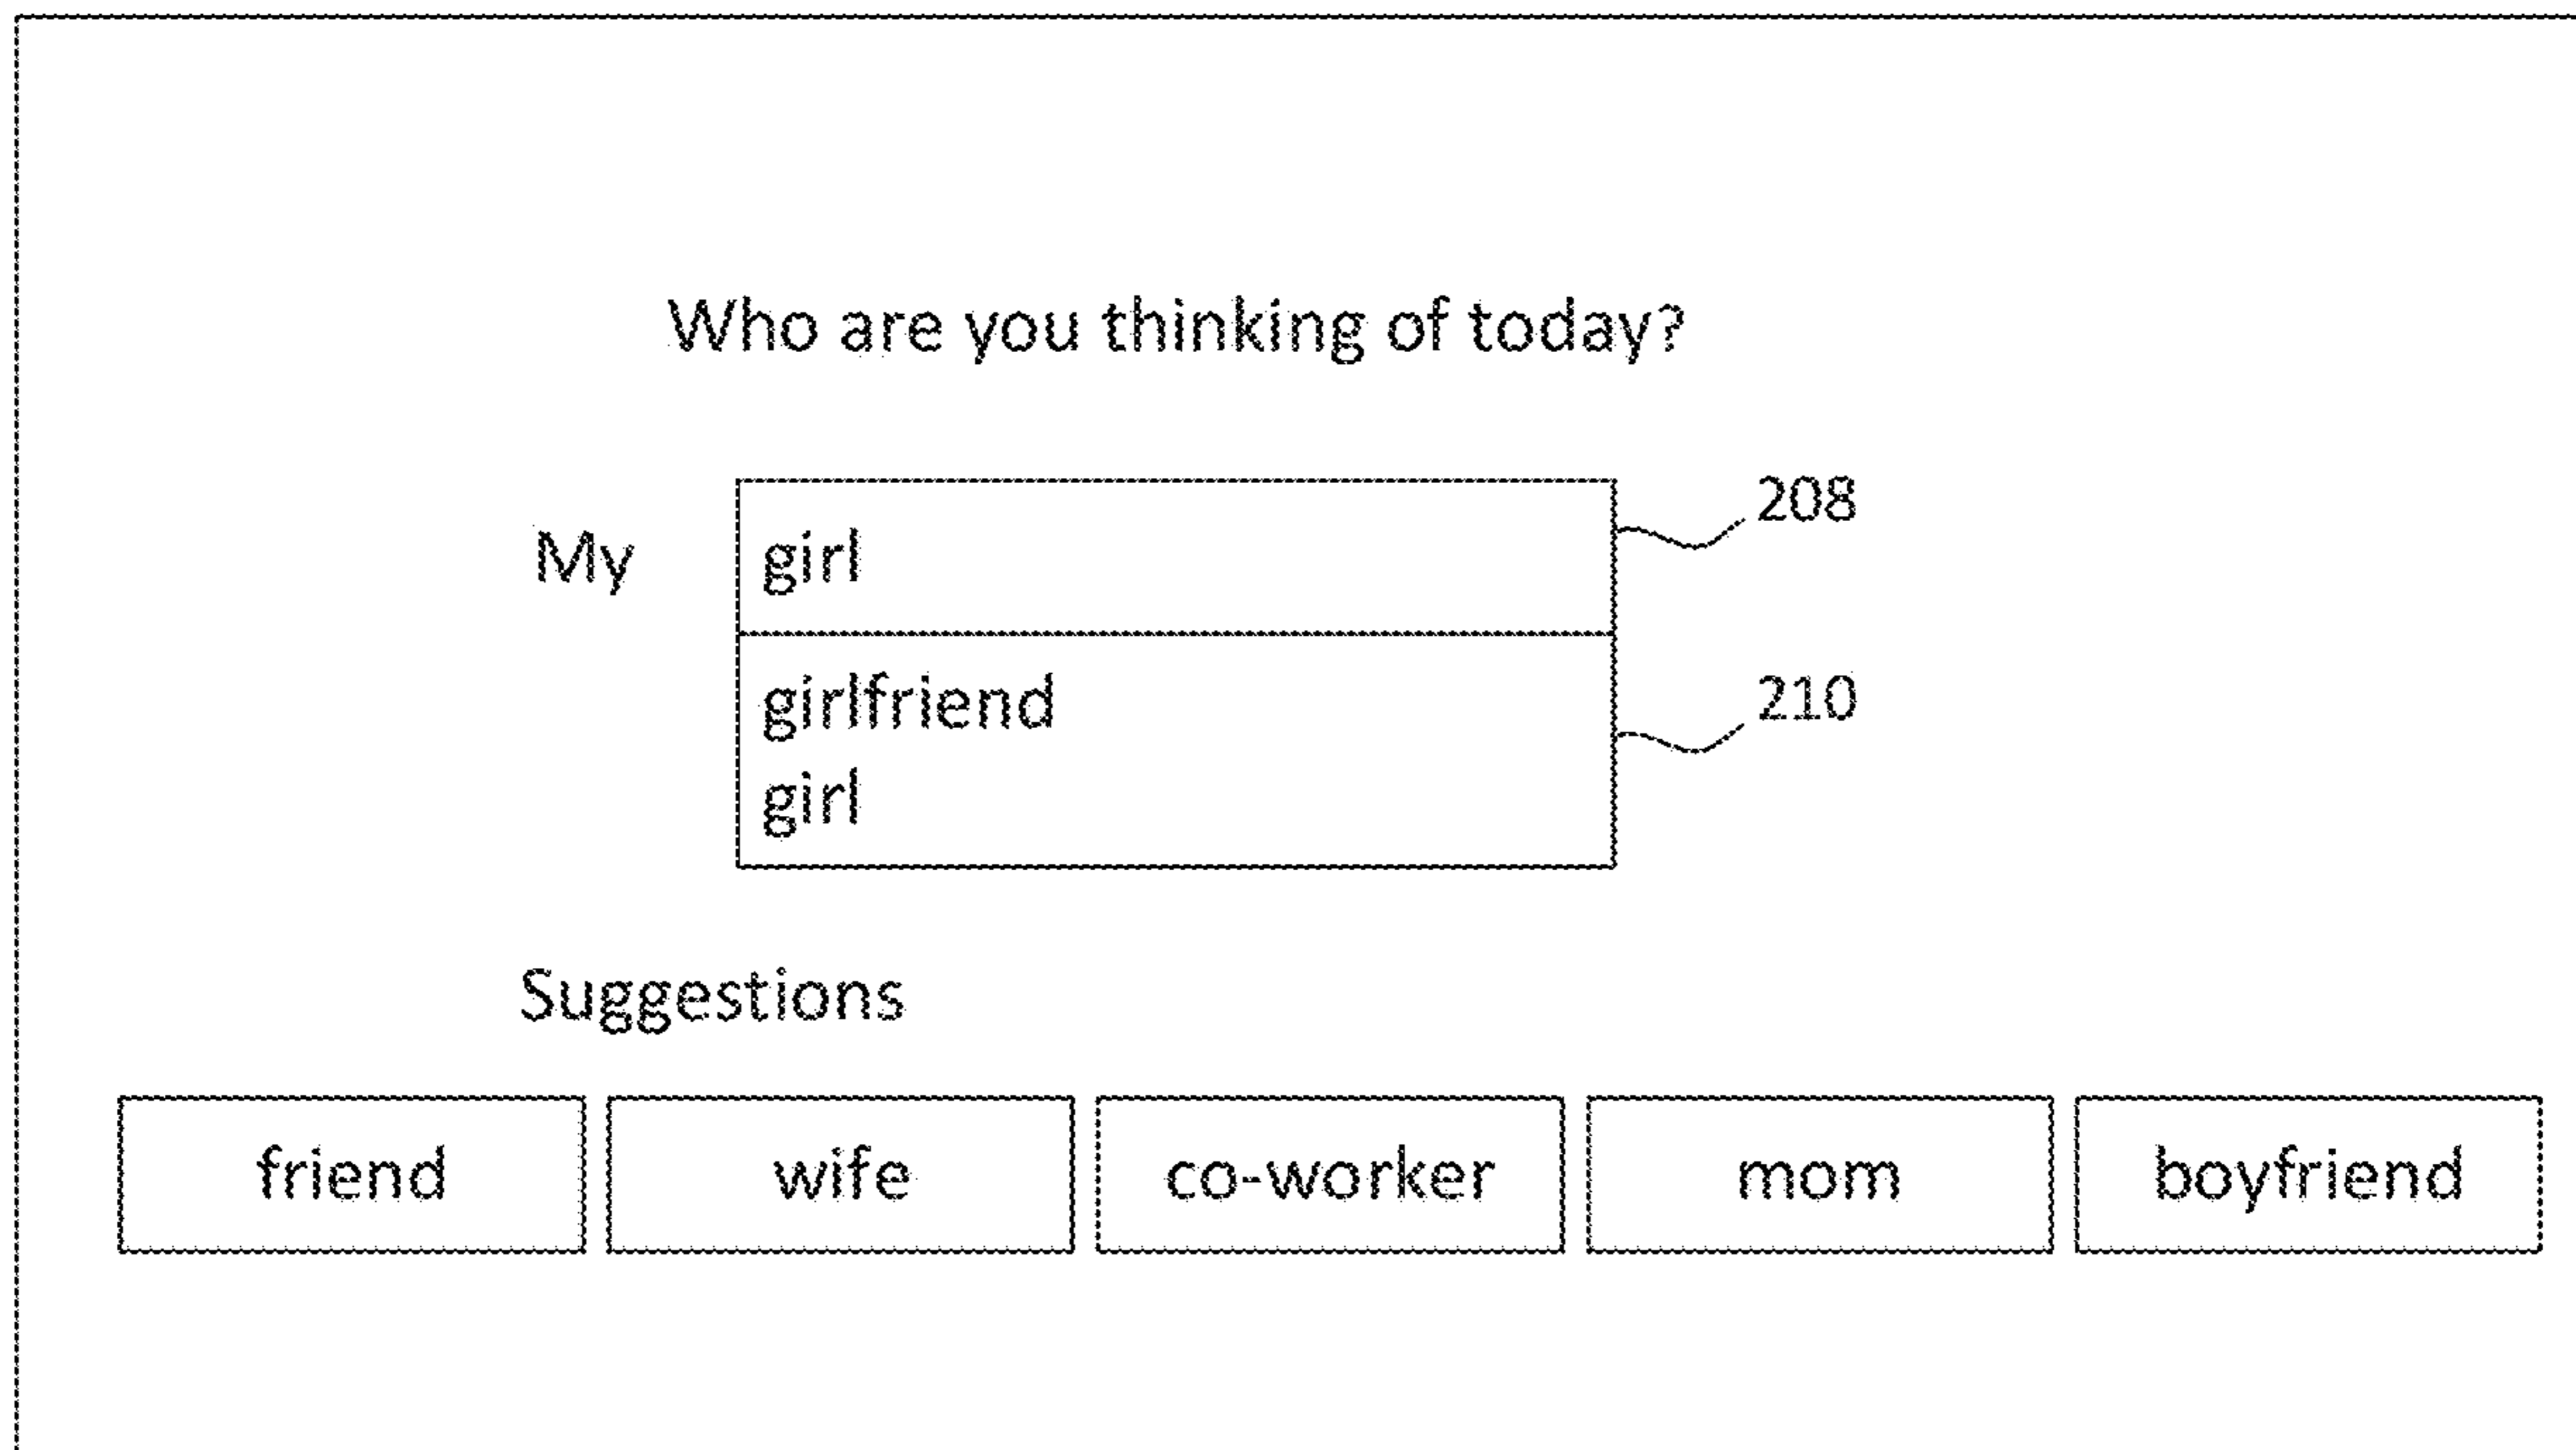 Who are you thinking of today?
My girl 208
girlfriend 210
girl
Suggestions
friend wife co-worker mom boyfriend